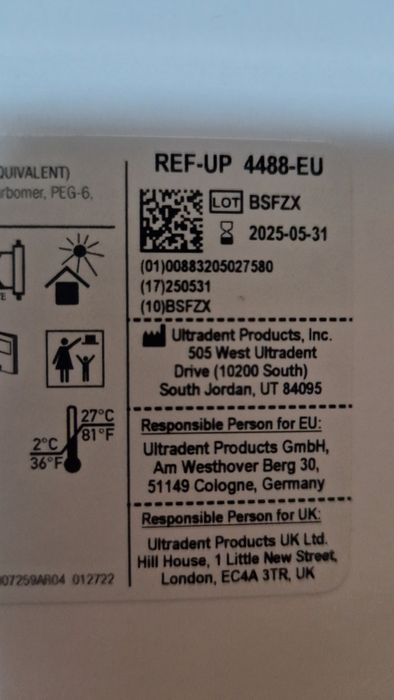 QUIVALENT)
rbomer, PEG-6,
REF-UP 4488-EU
LOT BSFZX
2025-05-31
(01)00883205027580
(17)250531
(10)BSFZX
Ultradent Products, Inc.
505 West Ultradent
Drive (10200 South)
South Jordan, UT 84095
27°C
81°F
2°C
36°F
Responsible Person for EU:
Ultradent Products GmbH,
Am Westhover Berg 30,
51149 Cologne, Germany
Responsible Person for UK:
Ultradent Products UK Ltd.
Hill House, 1 Little New Street,
London, EC4A 3TR, UK
007259AR04 012722